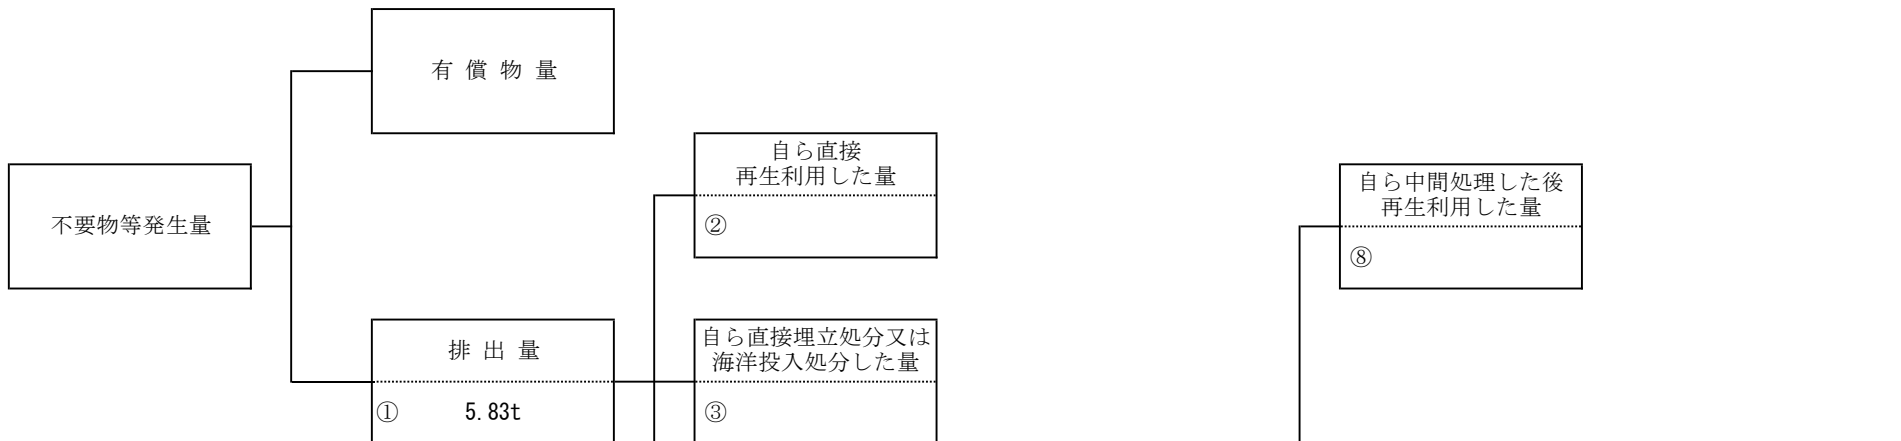 有償物量
自ら直接
再生利用した量
②
自ら中間処理した後
再生利用した量
⑧
不要物等発生量
排出量
① 5.83t
自ら直接埋立処分又は
海洋投入処分した量
③